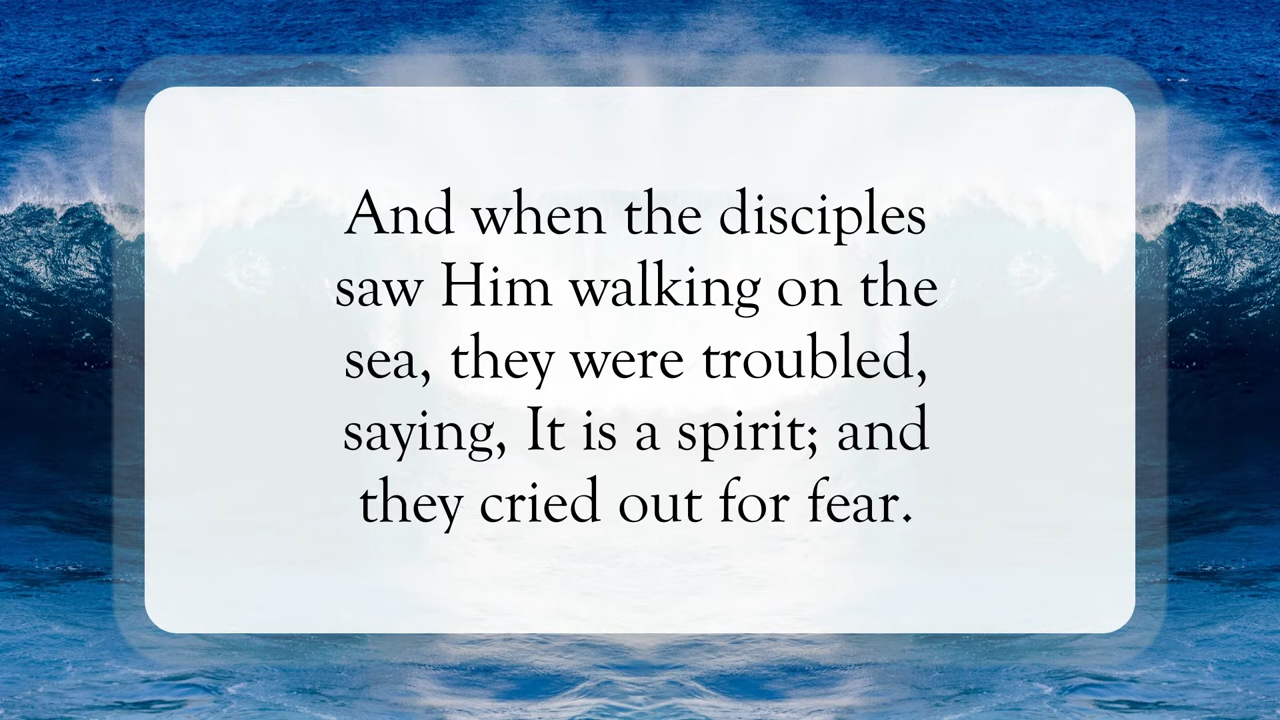 And when the disciples
saw Him walking on the
sea, they were troubled,
saying, It is a spirit; and
they cried out for fear.